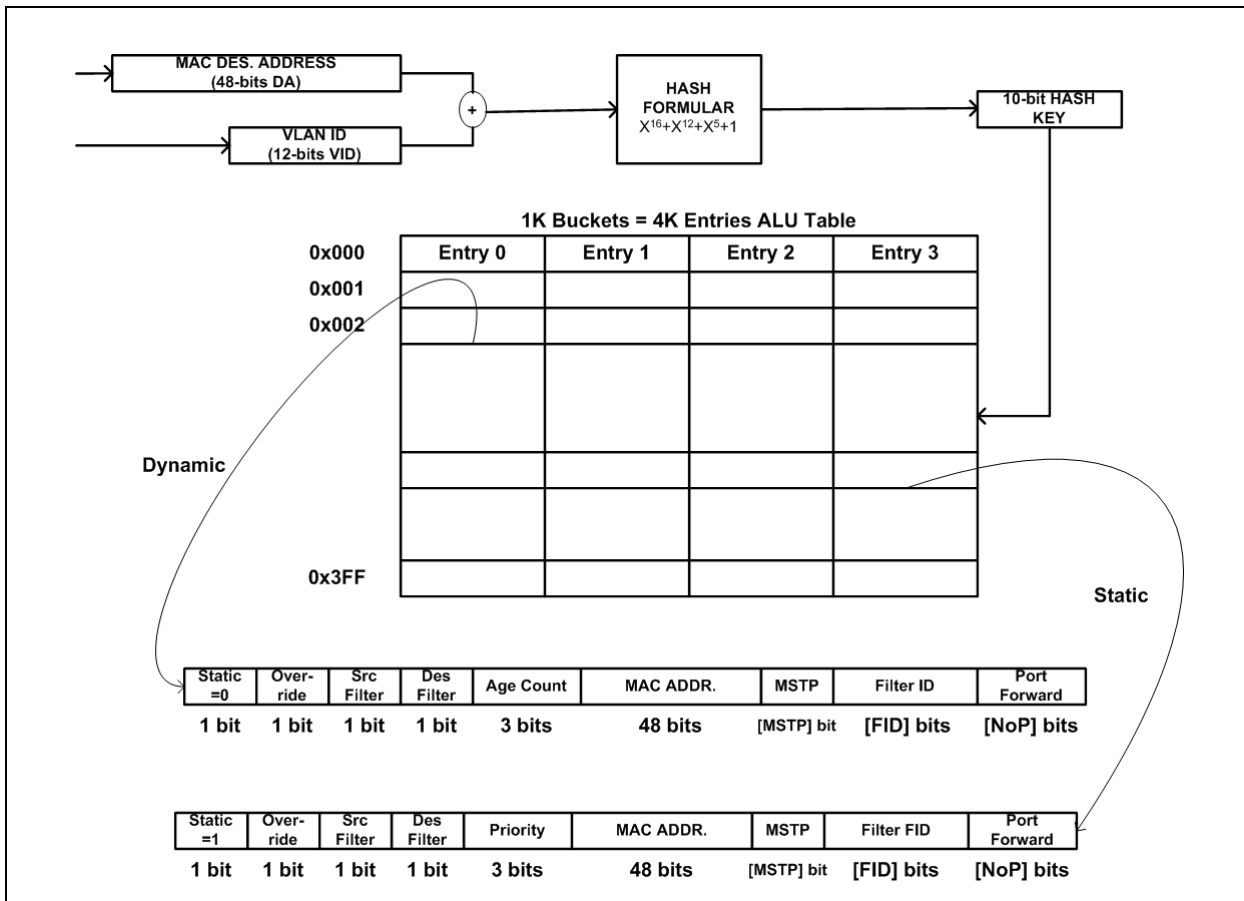 MAC DES. ADDRESS
(48-bits DA)
VLAN ID
(12-bits VID)
+
HASH
FORMULAR
X¹⁶+X¹²+X⁵+1
10-bit HASH
KEY
1K Buckets = 4K Entries ALU Table
0x000
Entry 0
Entry 1
Entry 2
Entry 3
0x001
0x002
Dynamic
0x3FF
Static
Static
=0
Over-
ride
Src
Filter
Des
Filter
Age Count
MAC ADDR.
MSTP
Filter ID
Port
Forward
1 bit
1 bit
1 bit
1 bit
3 bits
48 bits
[MSTP] bit
[FID] bits
[NoP] bits
Static
=1
Over-
ride
Src
Filter
Des
Filter
Priority
MAC ADDR.
MSTP
Filter FID
Port
Forward
1 bit
1 bit
1 bit
1 bit
3 bits
48 bits
[MSTP] bit
[FID] bits
[NoP] bits